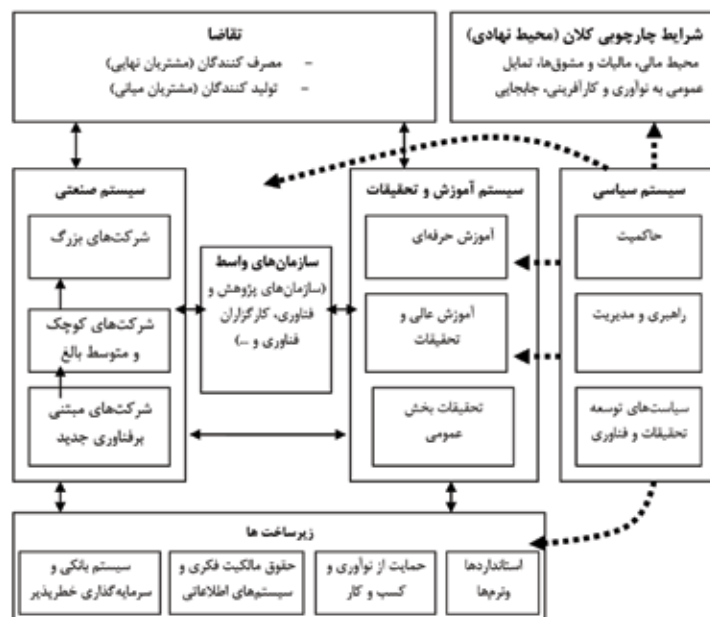 شرایط چارچوبی کلان (محیط نهادی)
محیط مالی، مالیات و مشوق‌ها، تمایل
عمومی به نوآوری و کارآفرینی، جابجایی
تقاضا
- مصرف کنندگان (مشتریان نهایی)
- تولید کنندگان (مشتریان میانی)
سیستم سیاسی
حاکمیت
راهبری و مدیریت
سیاست‌های توسعه
تحقیقات و فناوری
سیستم آموزش و تحقیقات
آموزش حرفه‌ای
آموزش عالی و
تحقیقات
تحقیقات بخش
عمومی
سازمان‌های واسط
(سازمان‌های پژوهش و
فناوری، کارگزاران
فناوری و ...)
سیستم صنعتی
شرکت‌های بزرگ
شرکت‌های کوچک
و متوسط بالغ
شرکت‌های مبتنی
برفناوری جدید
زیرساخت ها
استانداردها
ونرم‌ها
حمایت از نوآوری و
کسب و کار
حقوق مالکیت فکری و
سیستم‌های اطلاعاتی
سیستم بانکی و
سرمایه‌گذاری خطرپذیر